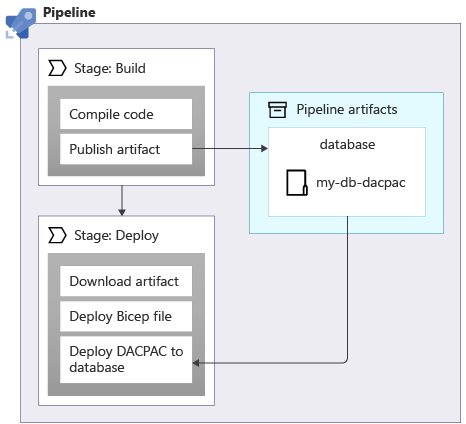 Pipeline
Stage: Build
Compile code
Publish artifact
Pipeline artifacts
database
my-db-dacpac
Stage: Deploy
Download artifact
Deploy Bicep file
Deploy DACPAC to
database